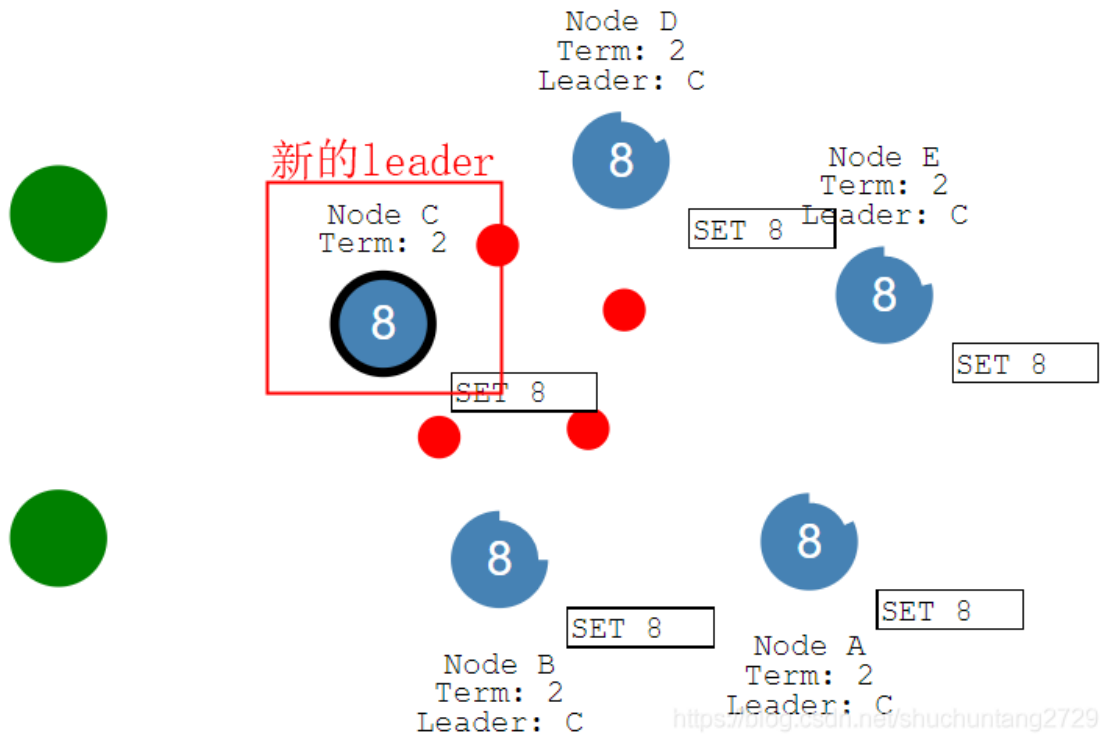 Node D
Term: 2
Leader: C
8
SET 8
Node E
Term: 2
Leader: C
8
SET 8
新的leader
Node C
Term: 2
8
SET 8
8
SET 8
Node B
Term: 2
Leader: C
8
SET 8
Node A
Term: 2
Leader: C
https://blog.csdn.net/shuchuntang2729